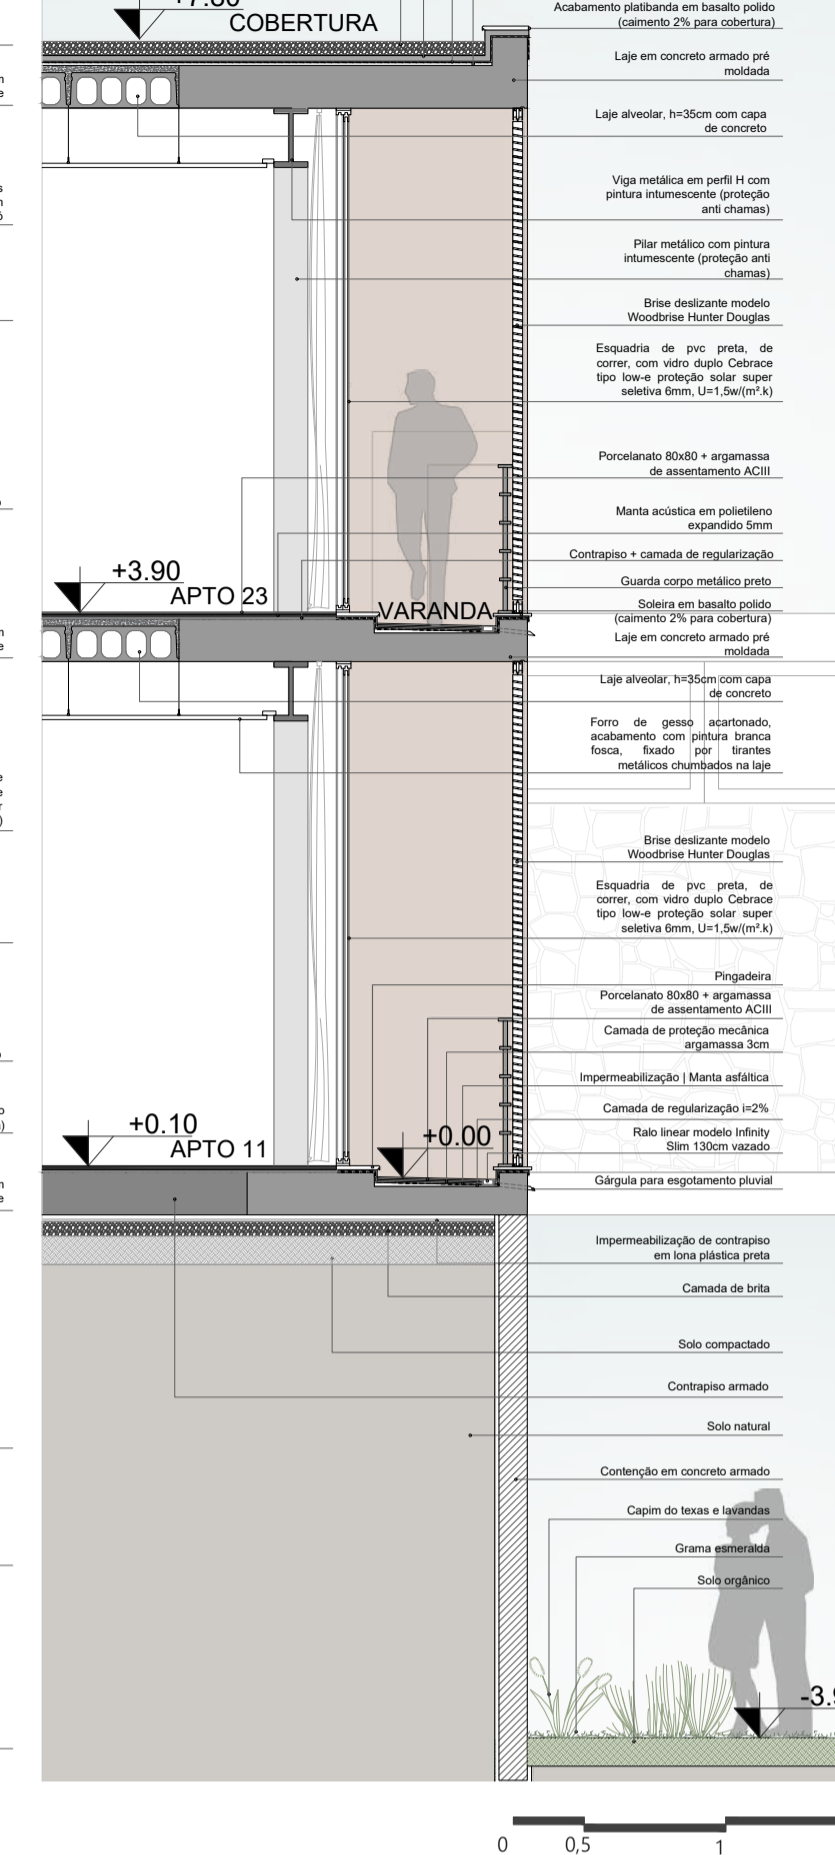 COBERTURA
Acabamento platibanda em basalto polido
(caimento 2% para cobertura)
Laje em concreto armado pré
moldada
Laje alveolar, h=35cm com capa
de concreto
Viga metálica em perfil H com
pintura intumescente (proteção
anti chamas)
Pilar metálico com pintura
intumescente (proteção anti
chamas)
Brise deslizante modelo
Woodbrise Hunter Douglas
Esquadria de pvc preta, de
correr, com vidro duplo Cebrace
tipo low-e proteção solar super
seletiva 6mm, U=1,5w/(m².k)
Porcelanato 80x80 + argamassa
de assentamento ACIII
Manta acústica em polietileno
expandido 5mm
Contrapiso + camada de regularização
+3.90
APTO 23
VARANDA
Guarda corpo metálico preto
Soleira em basalto polido
(caimento 2% para cobertura)
Laje em concreto armado pré
moldada
Laje alveolar, h=35cm com capa
de concreto
Forro de gesso acartonado,
acabamento com pintura branca
fosca, fixado por tirantes
metálicos chumbados na laje
Brise deslizante modelo
Woodbrise Hunter Douglas
Esquadria de pvc preta, de
correr, com vidro duplo Cebrace
tipo low-e proteção solar super
seletiva 6mm, U=1,5w/(m².k)
Pingadeira
Porcelanato 80x80 + argamassa
de assentamento ACIII
Camada de proteção mecânica
argamassa 3cm
Impermeabilização | Manta asfáltica
Camada de regularização i=2%
+0.10
APTO 11
+0.00
Ralo linear modelo Infinity
Slim 130cm vazado
Gárgula para esgotamento pluvial
Impermeabilização de contrapiso
em lona plástica preta
Camada de brita
Solo compactado
Contrapiso armado
Solo natural
Contenção em concreto armado
Capim do texas e lavandas
Grama esmeralda
Solo orgânico
0 0,5 1